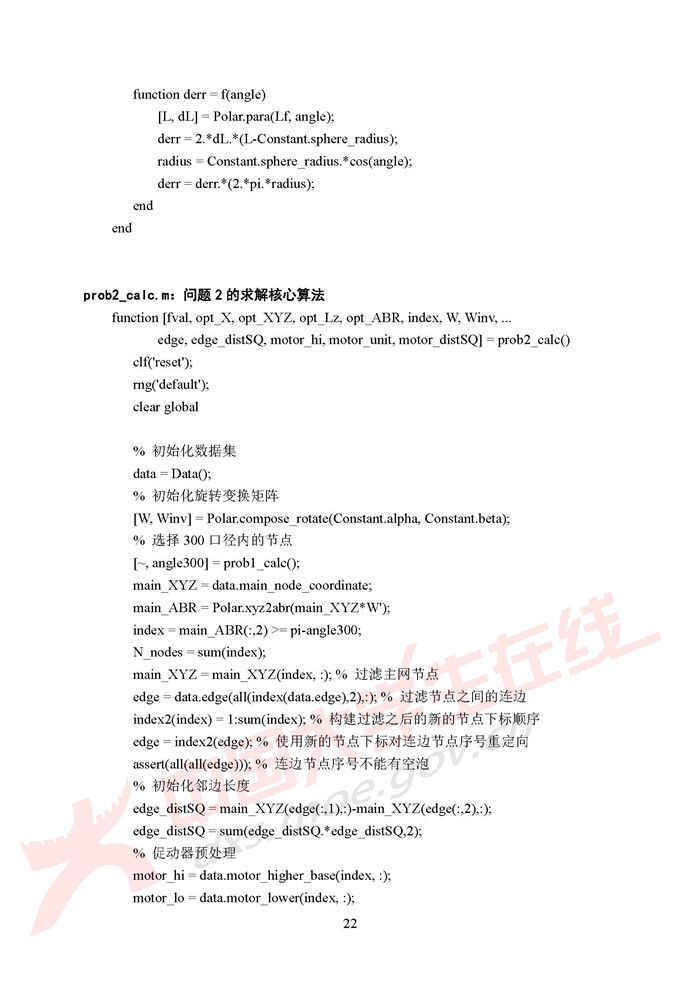 function derr = f(angle)
[L, dL] = Polar.para(Lf, angle);
derr = 2.*dL.*(L-Constant.sphere_radius);
radius = Constant.sphere_radius.*cos(angle);
derr = derr.*(2.*pi.*radius);
end
end
prob2_calc.m: 问题 2 的求解核心算法
function [fval, opt_X, opt_XYZ, opt_Lz, opt_ABR, index, W, Winv, ...
edge, edge_distSQ, motor_hi, motor_unit, motor_distSQ] = prob2_calc()
clf('reset');
rng('default');
clear global
% 初始化数据集
data = Data();
% 初始化旋转变换矩阵
[W, Winv] = Polar.compose_rotate(Constant.alpha, Constant.beta);
% 选择 300 口径内的节点
[~, angle300] = prob1_calc();
main_XYZ = data.main_node_coordinate;
main_ABR = Polar.xyz2abr(main_XYZ*W');
index = main_ABR(:,2) >= pi-angle300;
N_nodes = sum(index);
main_XYZ = main_XYZ(index, :); % 过滤主网节点
edge = data.edge(all(index(data.edge),2),:); % 过滤节点之间的连边
index2(index) = 1:sum(index); % 构建过滤之后的新的节点下标顺序
edge = index2(edge); % 使用新的节点下标对连边节点序号重定向
assert(all(all(edge))); % 连边节点序号不能有空泡
% 初始化邻边长度
edge_distSQ = main_XYZ(edge(:,1),:)-main_XYZ(edge(:,2),:);
edge_distSQ = sum(edge_distSQ.*edge_distSQ,2);
% 促动器预处理
motor_hi = data.motor_higher_base(index, :);
motor_lo = data.motor_lower(index, :);
22
中国大学生在线
dxs.moe.gov.cn